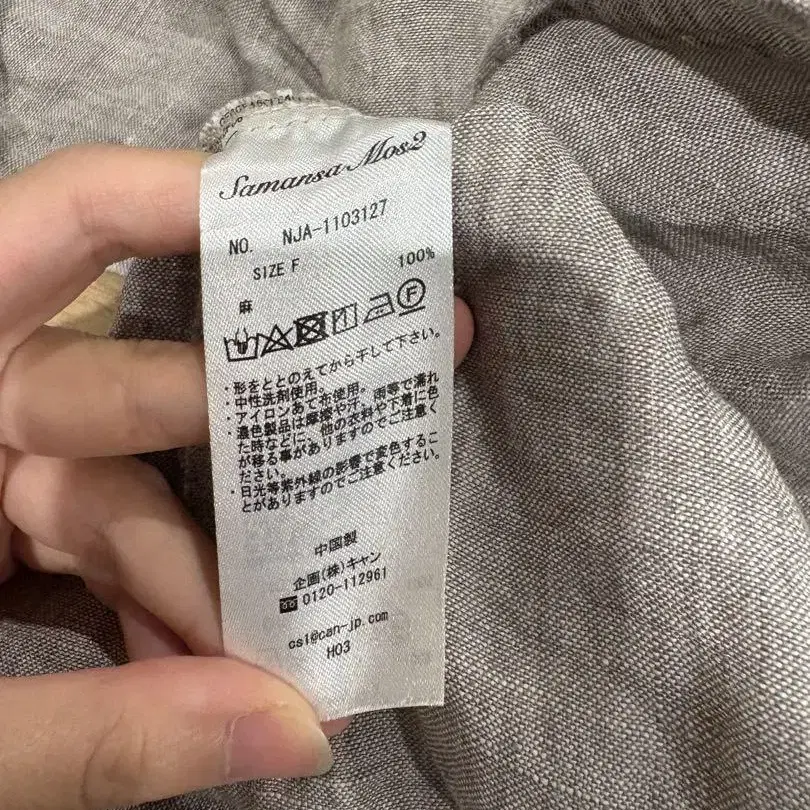 Samansa Mos2
NO. NJA-1103127
SIZE F
麻 100%
F
・形をととのえてから干して下さい。
・中性洗剤使用。
・アイロンあて布使用。
・濃色製品は摩擦や汗、雨等で濡れ
た時などに、他の衣料や下着に色
が移る事がありますのでご注意く
ださい。
・日光等紫外線の影響で変色するこ
とがありますのでご注意ください。
中国製
企画(株)キャン
0120-112961
cs1@can-jp.com
H03